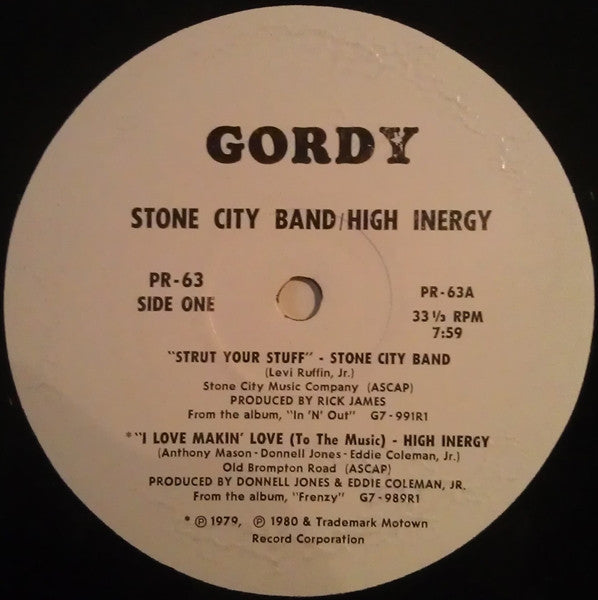 GORDY
STONE CITY BAND/HIGH INERGY
PR-63
SIDE ONE
PR-63A
33 1/3 RPM
7:59
"STRUT YOUR STUFF" - STONE CITY BAND
(Levi Ruffin, Jr.)
Stone City Music Company (ASCAP)
PRODUCED BY RICK JAMES
From the album, "In 'N' Out" G7-991R1
*"I LOVE MAKIN' LOVE (To The Music) - HIGH INERGY
(Anthony Mason - Donnell Jones - Eddie Coleman, Jr.)
Old Brompton Road (ASCAP)
PRODUCED BY DONNELL JONES & EDDIE COLEMAN, JR.
From the album, "Frenzy" G7-989R1
* ℗ 1979, ℗ 1980 & Trademark Motown
Record Corporation